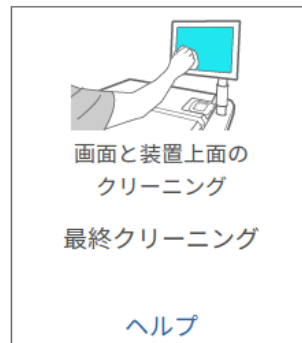 画面と装置上面の
クリーニング
最終クリーニング
ヘルプ